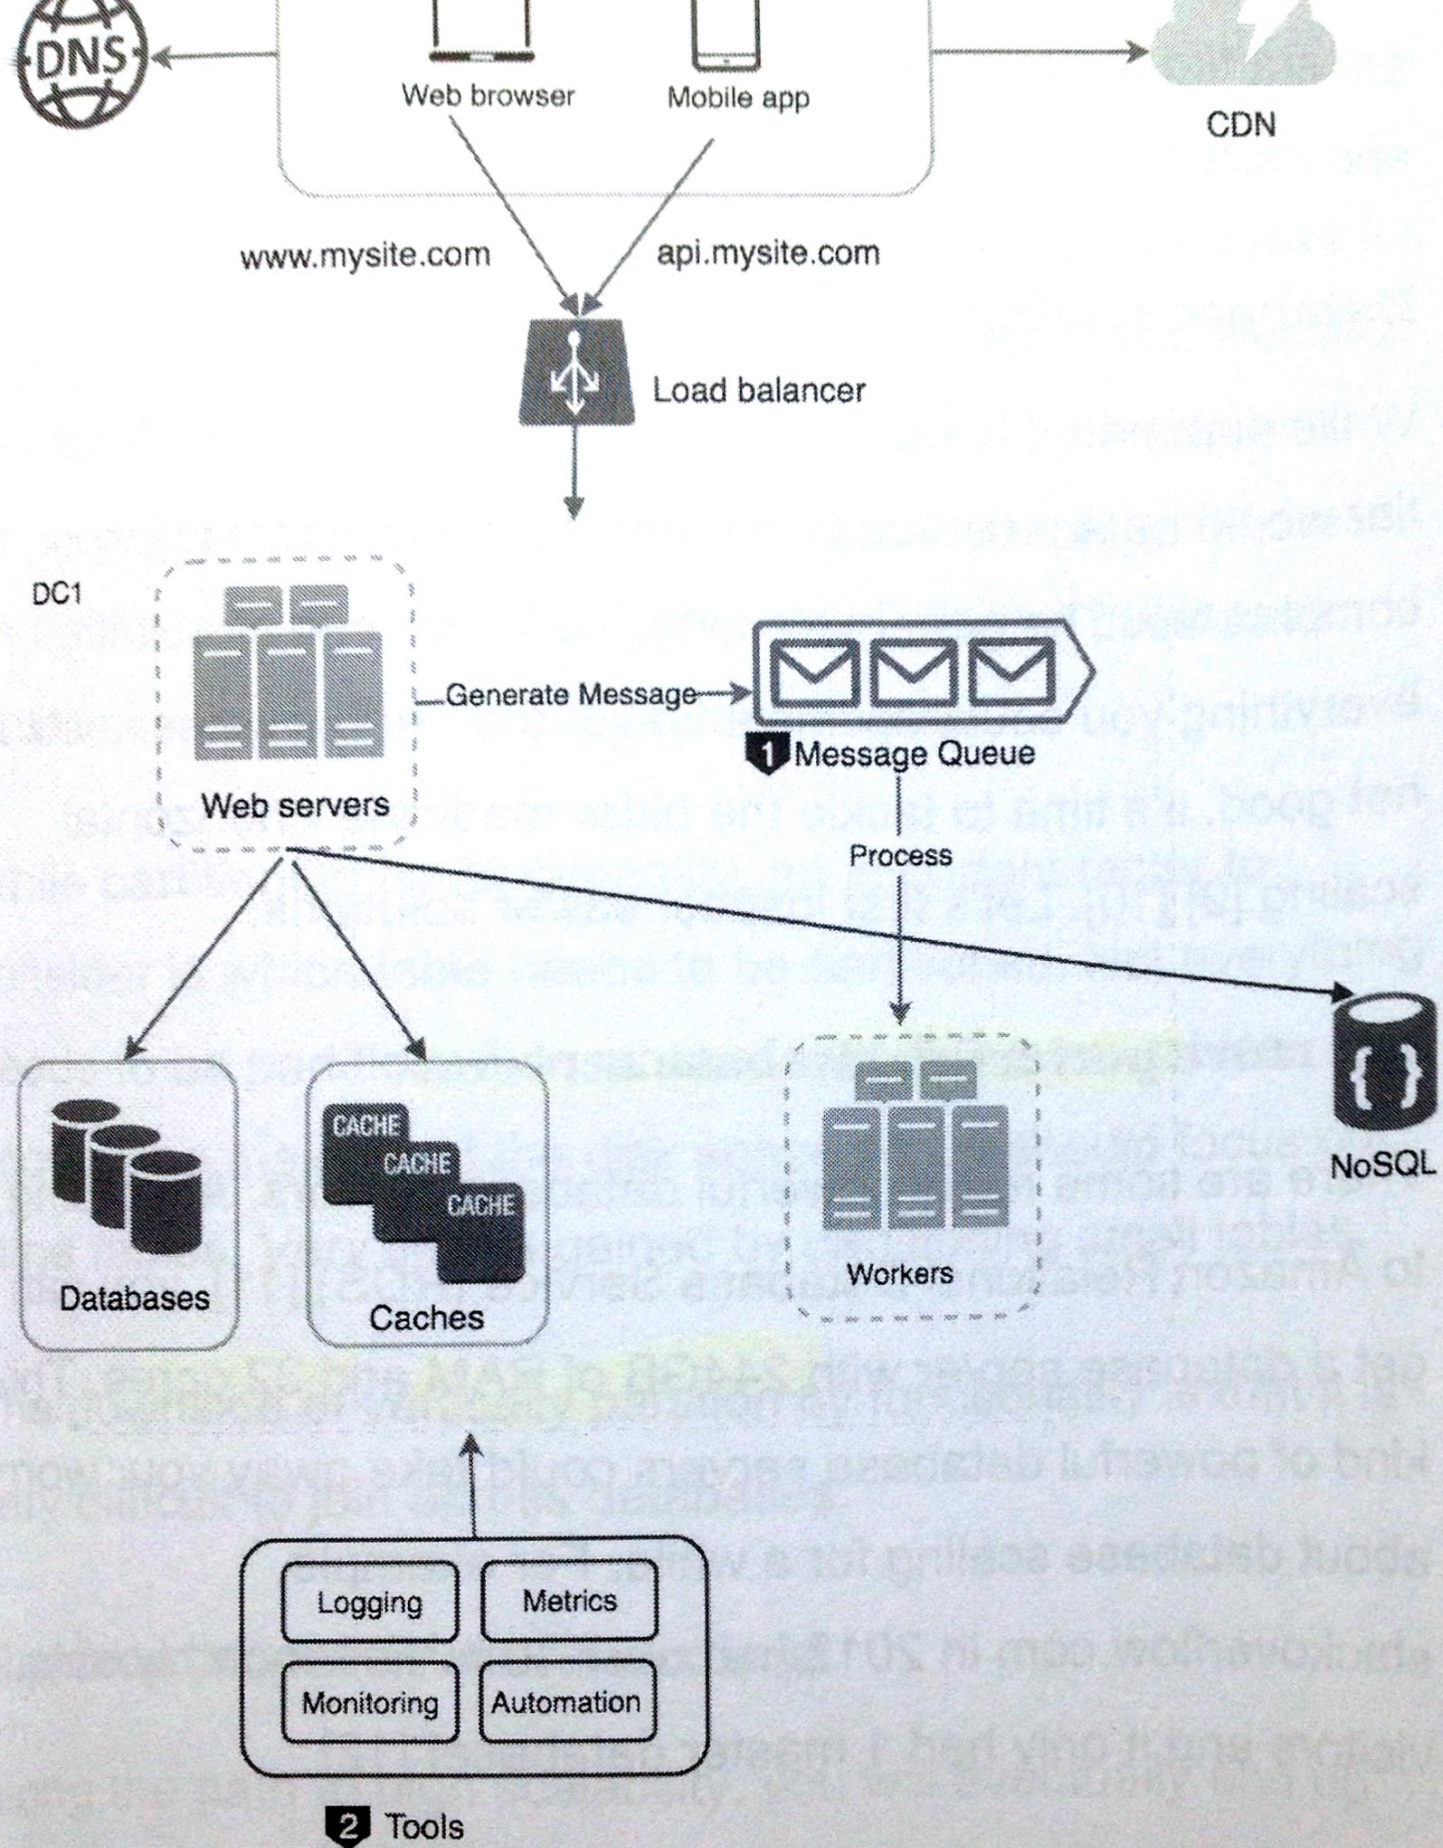 DNS
Web browser
Mobile app
CDN
www.mysite.com
api.mysite.com
Load balancer
DC1
Generate Message
1 Message Queue
Web servers
Process
CACHE
CACHE
CACHE
NoSQL
Databases
Caches
Workers
Logging
Metrics
Monitoring
Automation
2 Tools